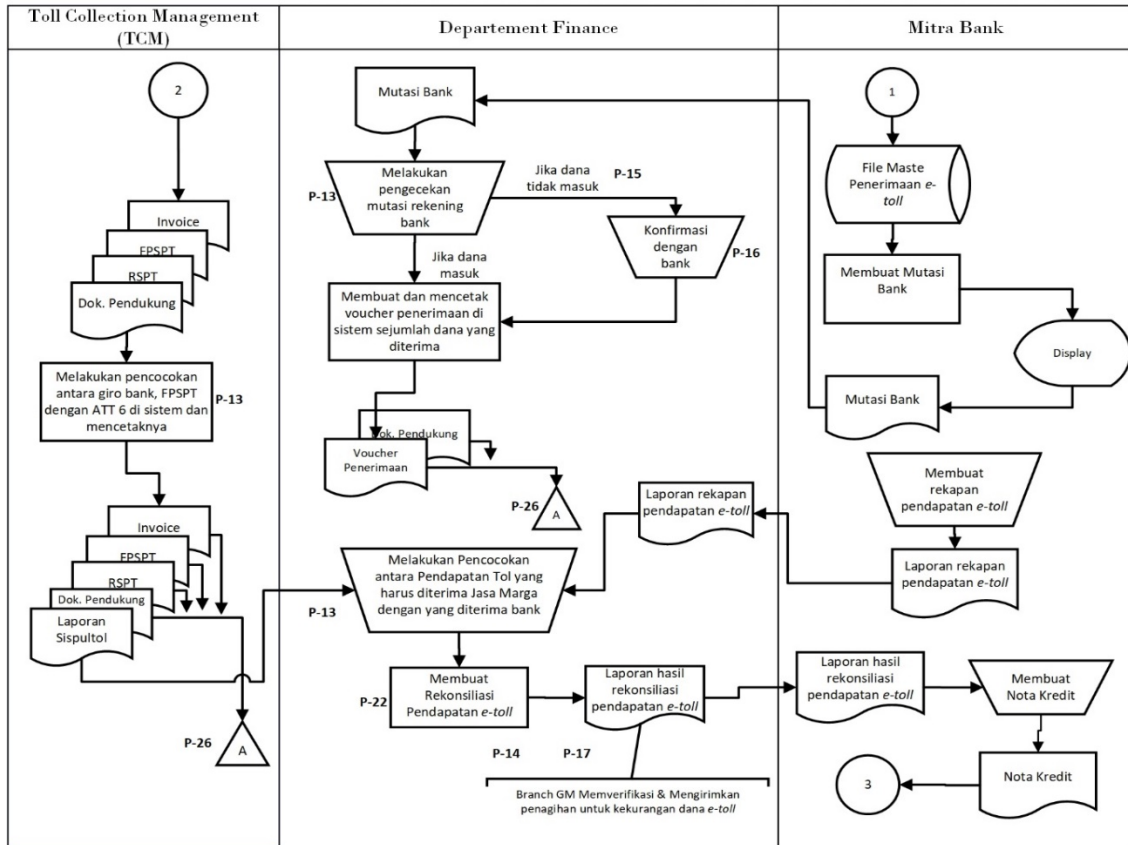 Toll Collection Management
(TCM)
Departement Finance
Mitra Bank
2
Invoice
FPSPT
RSPT
Dok. Pendukung
Melakukan pencocokan
antara giro bank, FPSPT
dengan ATT 6 di sistem dan
mencetaknya
P-13
Invoice
FPSPT
RSPT
Dok. Pendukung
Laporan
Sispultol
P-26
A
Mutasi Bank
P-13
Melakukan
pengecekan
mutasi rekening
bank
Jika dana
tidak masuk
P-15
Konfirmasi
dengan
bank
P-16
Jika dana
masuk
Membuat dan mencetak
voucher penerimaan di
sistem sejumlah dana yang
diterima
Dok. Pendukung
Voucher
Penerimaan
P-26
A
Laporan rekapan
pendapatan e-toll
Melakukan Pencocokan
antara Pendapatan Tol yang
harus diterima Jasa Marga
dengan yang diterima bank
P-13
P-22
Membuat
Rekonsiliasi
Pendapatan e-toll
Laporan hasil
rekonsiliasi
pendapatan e-toll
P-14
P-17
Branch GM Memverifikasi & Mengirimkan
penagihan untuk kekurangan dana e-toll
1
File Maste
Penerimaan e-
toll
Membuat Mutasi
Bank
Display
Mutasi Bank
Membuat
rekapan
pendapatan e-toll
Laporan rekapan
pendapatan e-toll
Laporan hasil
rekonsiliasi
pendapatan e-toll
Membuat
Nota Kredit
Nota Kredit
3